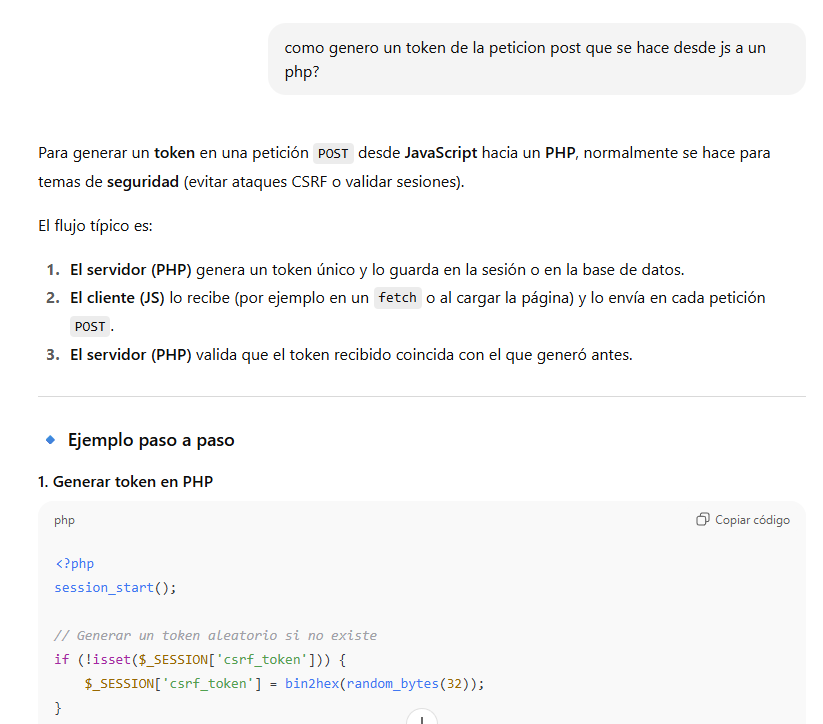 como genero un token de la peticion post que se hace desde js a un
php?
Para generar un token en una petición POST desde JavaScript hacia un PHP, normalmente se hace para
temas de seguridad (evitar ataques CSRF o validar sesiones).
El flujo típico es:
1. El servidor (PHP) genera un token único y lo guarda en la sesión o en la base de datos.
2. El cliente (JS) lo recibe (por ejemplo en un fetch o al cargar la página) y lo envía en cada petición
POST.
3. El servidor (PHP) valida que el token recibido coincida con el que generó antes.
Ejemplo paso a paso
1. Generar token en PHP
php Copiar código
<?php
session_start();
// Generar un token aleatorio si no existe
if (!isset($_SESSION['csrf_token'])) {
$_SESSION['csrf_token'] = bin2hex(random_bytes(32));
}